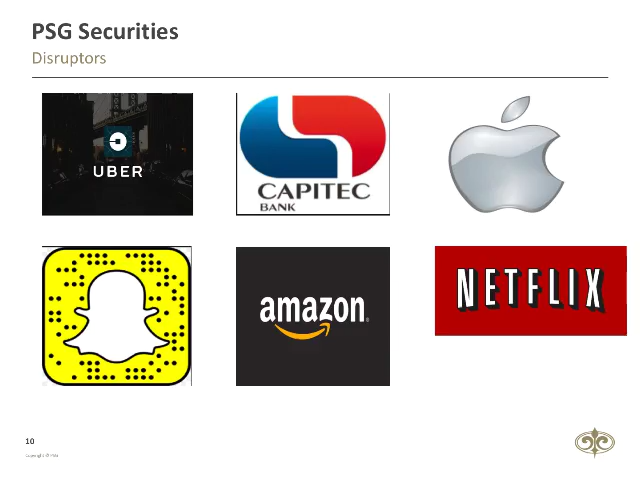 PSG Securities
Disruptors
UBER
CAPITEC
BANK
amazon
NETFLIX
10